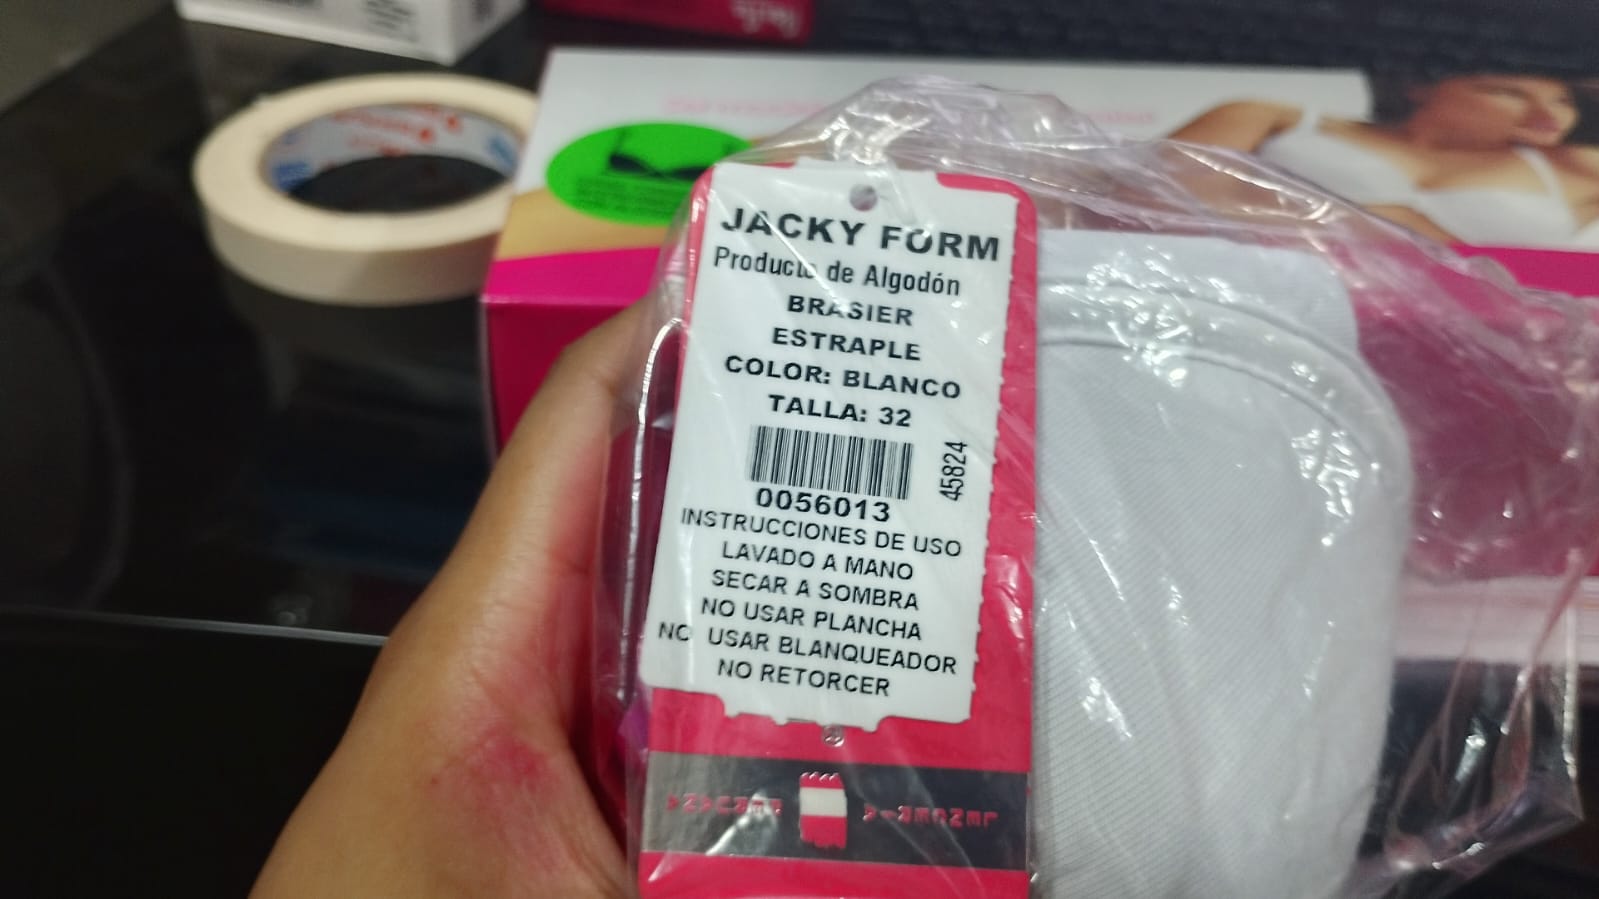 JACKY FORM
Producto de Algodón
BRASIER
ESTRAPLE
COLOR: BLANCO
TALLA: 32
45824
0056013
INSTRUCCIONES DE USO
LAVADO A MANO
SECAR A SOMBRA
NO USAR PLANCHA
NO USAR BLANQUEADOR
NO RETORCER
®